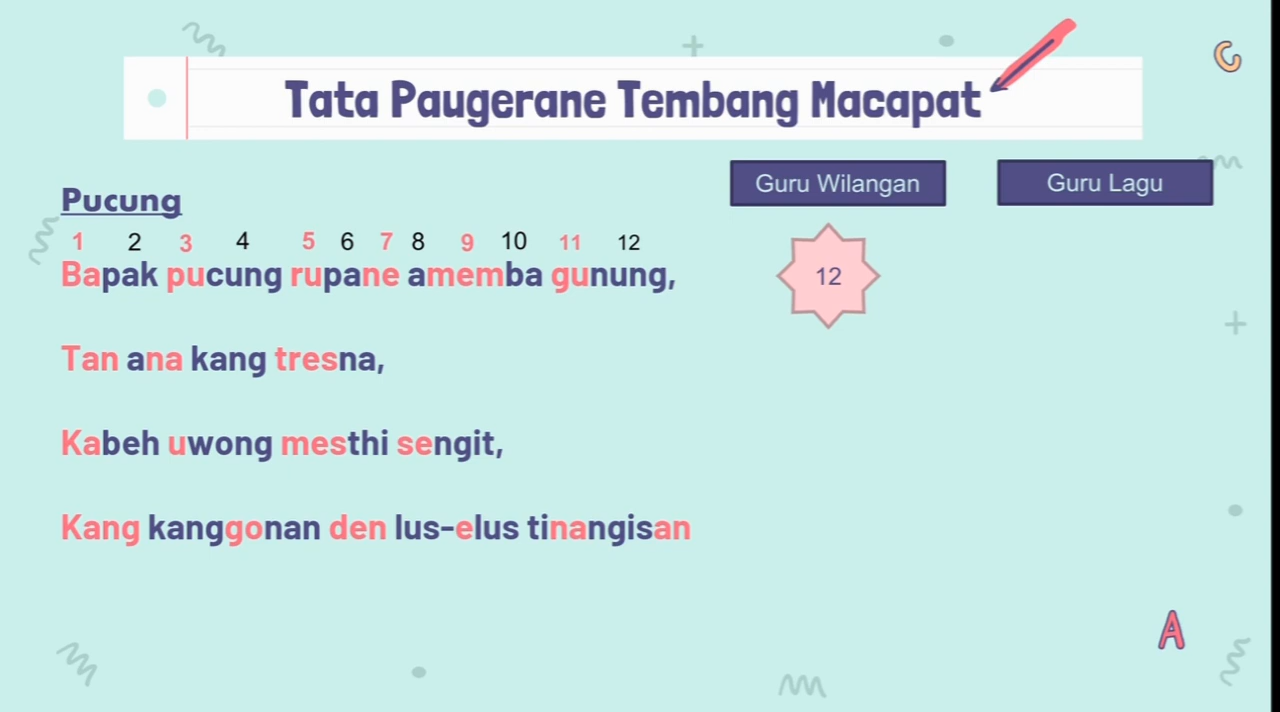 Tata Paugerane Tembang Macapat
Guru Wilangan
Guru Lagu
Pucung
1 2 3 4 5 6 7 8 9 10 11 12
Bapak pucung rupane amemba gunung,
12
Tan ana kang tresna,
Kabeh uwong mesthi sengit,
Kang kanggonan den lus-elus tinangisan
C
A